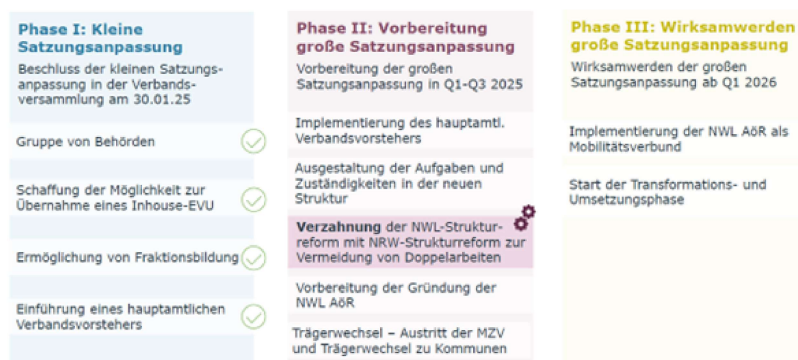 Phase I: Kleine
Satzungsanpassung
Beschluss der kleinen Satzungs-
anpassung in der Verbands-
versammlung am 30.01.25
Gruppe von Behörden
Schaffung der Möglichkeit zur
Übernahme eines Inhouse-EVU
Ermöglichung von Fraktionsbildung
Einführung eines hauptamtlichen
Verbandsvorstehers
Phase II: Vorbereitung
große Satzungsanpassung
Vorbereitung der großen
Satzungsanpassung in Q1-Q3 2025
Implementierung des hauptamtl.
Verbandsvorstehers
Ausgestaltung der Aufgaben und
Zuständigkeiten in der neuen
Struktur
Verzahnung der NWL-Struktur-
reform mit NRW-Strukturreform zur
Vermeidung von Doppelarbeiten
Vorbereitung der Gründung der
NWL AöR
Trägerwechsel – Austritt der MZV
und Trägerwechsel zu Kommunen
Phase III: Wirksamwerden
große Satzungsanpassung
Wirksamwerden der großen
Satzungsanpassung ab Q1 2026
Implementierung der NWL AöR als
Mobilitätsverbund
Start der Transformations- und
Umsetzungsphase